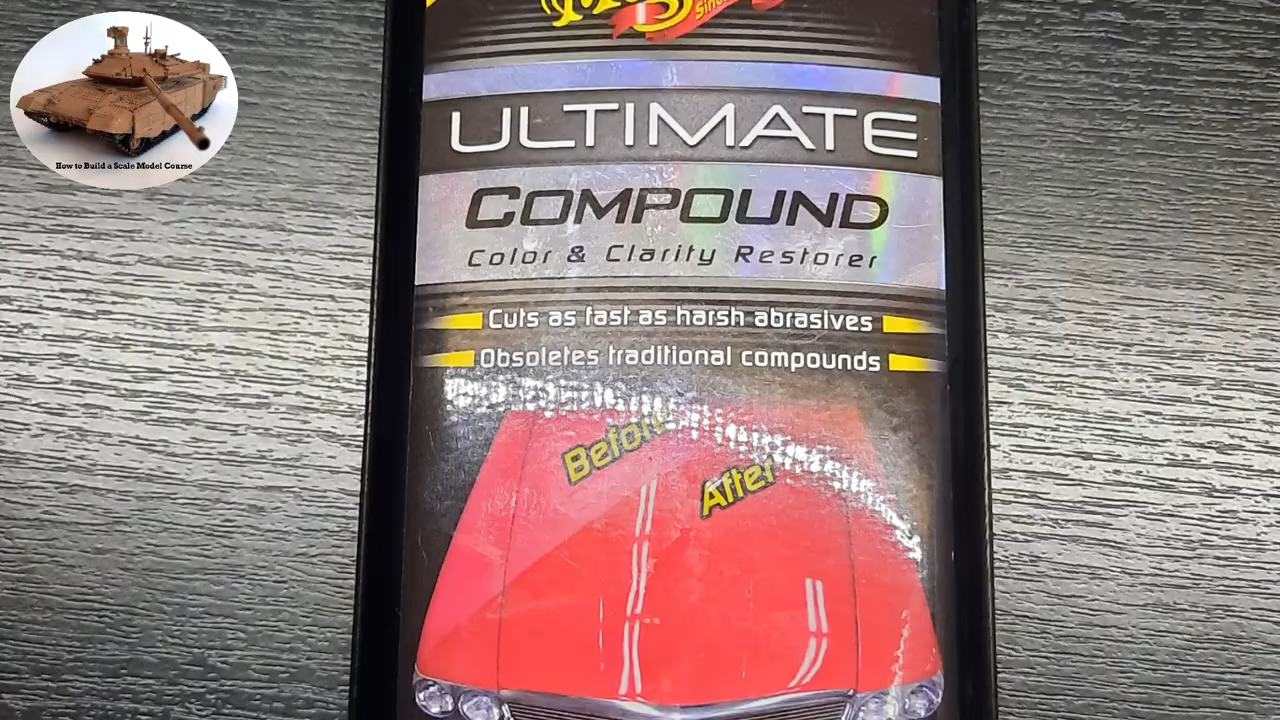 Since
ULTIMATE
COMPOUND
Color & Clarity Restorer
Cuts as fast as harsh abrasives
Obsoletes traditional compounds
Before
After
How to Build a Scale Model Course